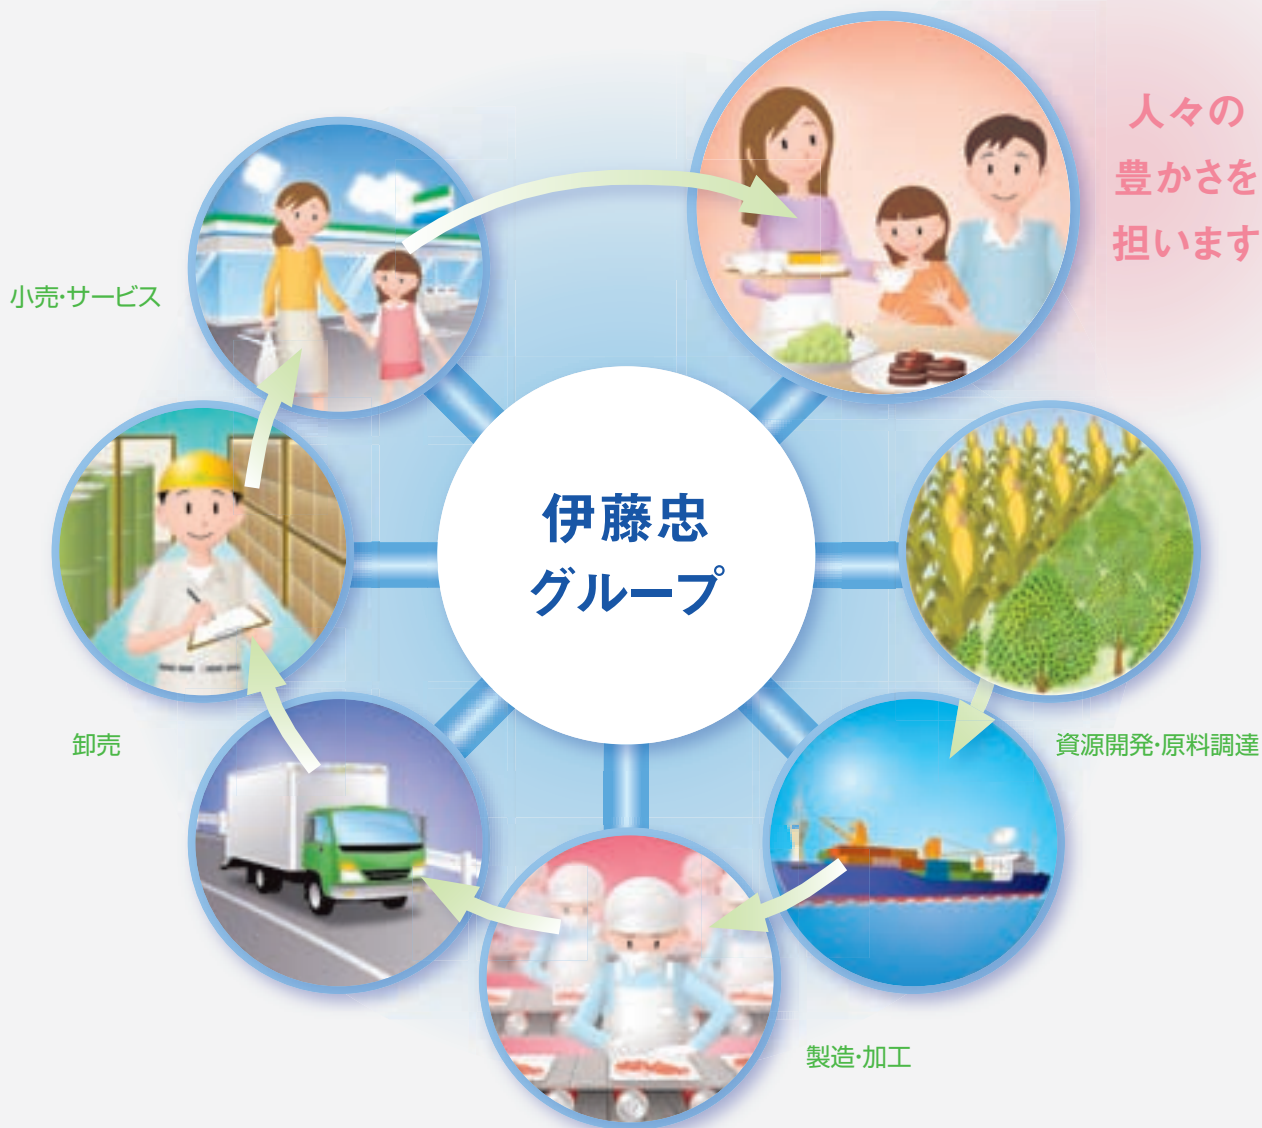 人々の
豊かさを
担います
小売・サービス
伊藤忠
グループ
卸売
資源開発・原料調達
製造・加工